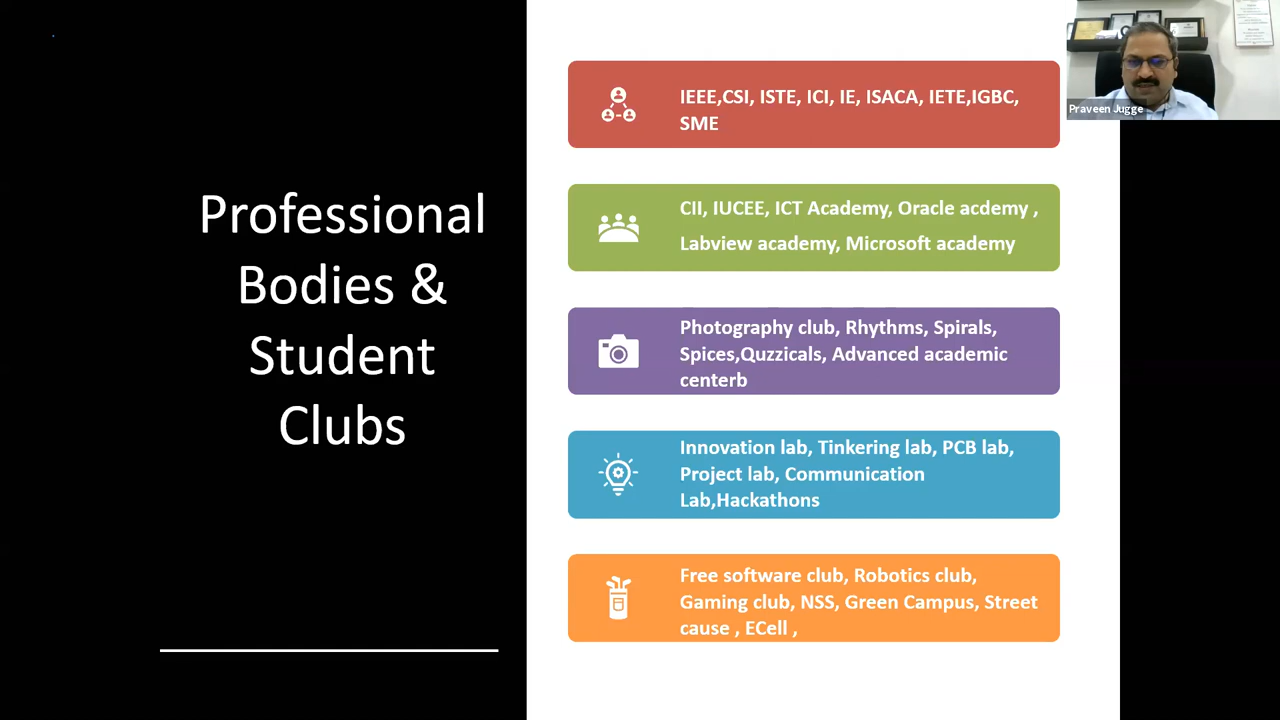 Professional
Bodies &
Student
Clubs
IEEE,CSI, ISTE, ICI, IE, ISACA, IETE,IGBC,
SME
CII, IUCEE, ICT Academy, Oracle acdemy ,
Labview academy, Microsoft academy
Photography club, Rhythms, Spirals,
Spices,Quzzicals, Advanced academic
centerb
Innovation lab, Tinkering lab, PCB lab,
Project lab, Communication
Lab,Hackathons
Free software club, Robotics club,
Gaming club, NSS, Green Campus, Street
cause , ECell ,
Praveen Jugge